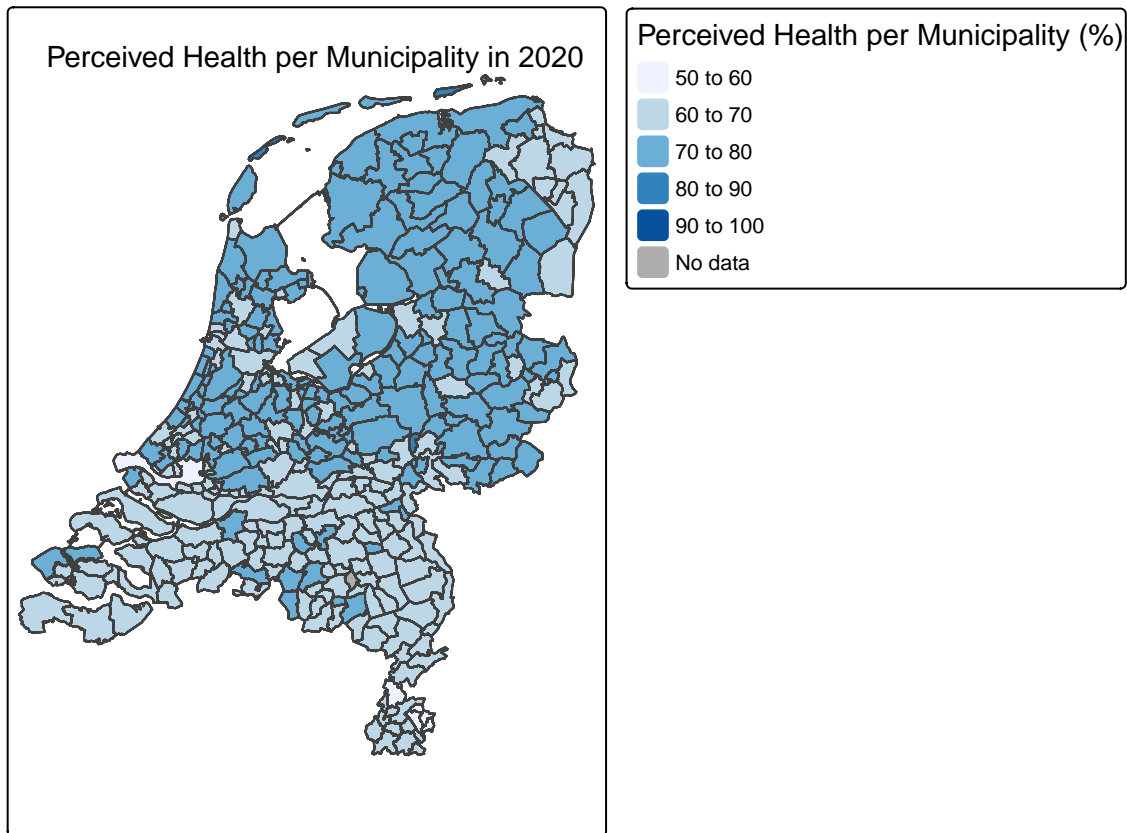 Perceived Health per Municipality in 2020
Perceived Health per Municipality (%)
50 to 60
60 to 70
70 to 80
80 to 90
90 to 100
No data